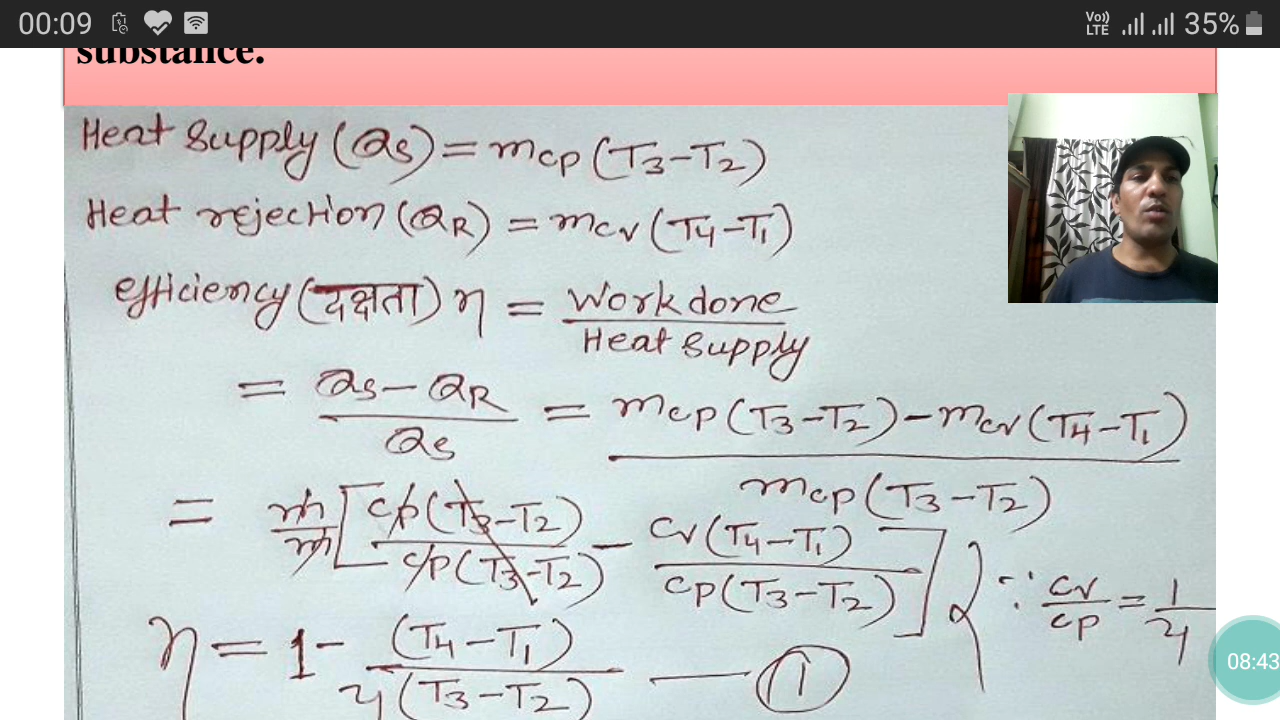 00:09 Vo)) LTE 35%
substance.
Heat Supply (Qs) = mcp (T3-T2)
Heat rejection (QR) = mcv (T4-T1)
efficiency (दक्षता) η = Work done / Heat Supply
= Qs - QR / Qs = mcp (T3-T2) - mcv (T4-T1) / mcp (T3-T2)
= m/m [ cp (T3-T2) / cp (T3-T2) - cv (T4-T1) / cp (T3-T2) ] { ∵ cv/cp = 1/γ
η = 1 - (T4-T1) / γ (T3-T2) — ①
08:43